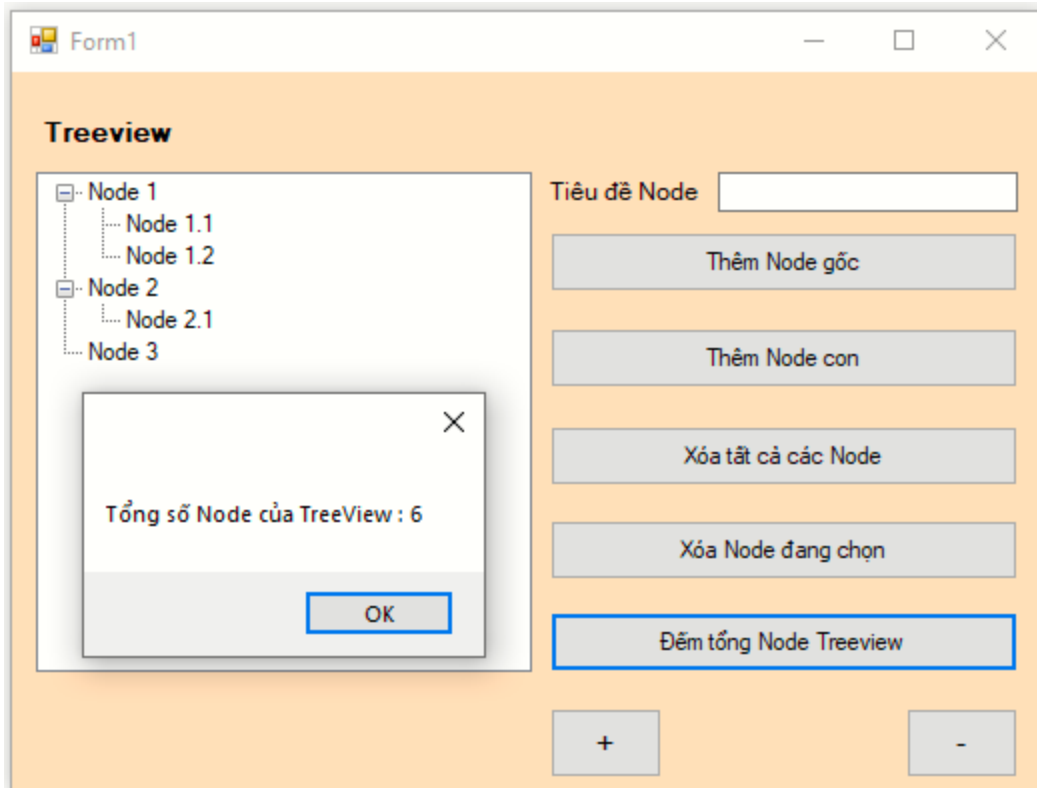 Form1
Treeview
Node 1
Node 1.1
Node 1.2
Node 2
Node 2.1
Node 3
Tổng số Node của TreeView : 6
OK
Tiêu đề Node
Thêm Node gốc
Thêm Node con
Xóa tất cả các Node
Xóa Node đang chọn
Đếm tổng Node Treeview
+
-